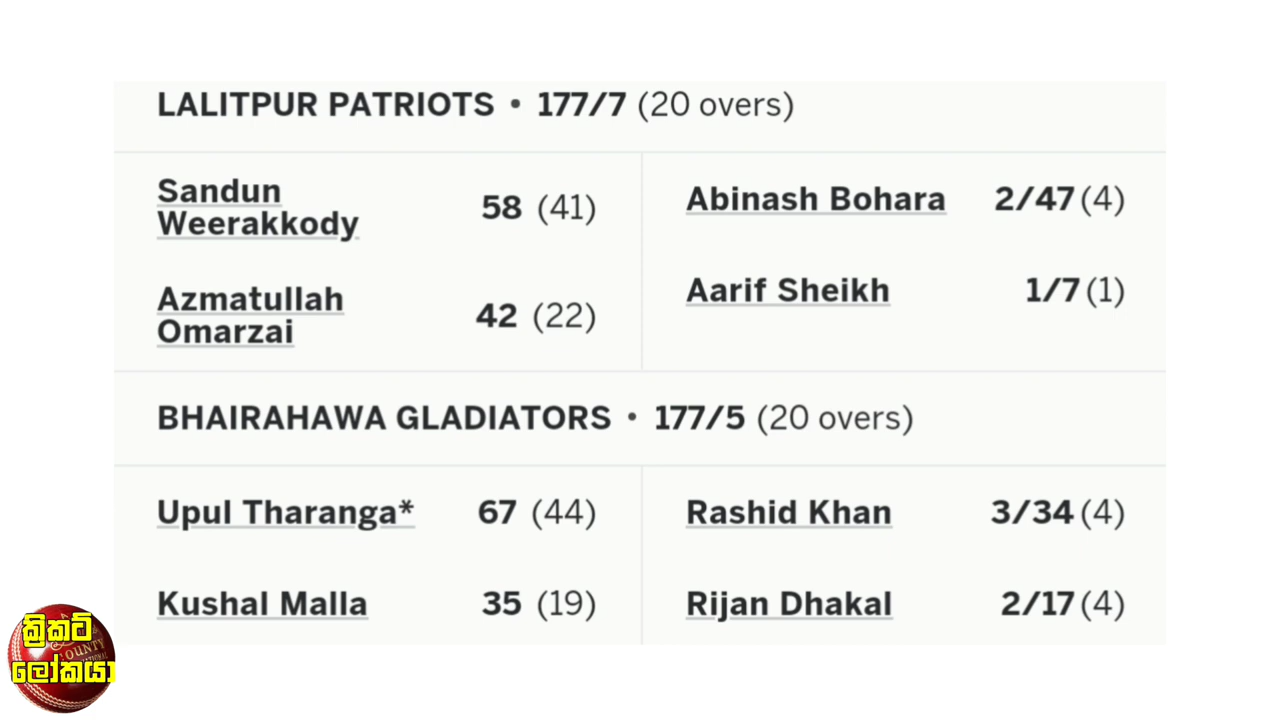 LALITPUR PATRIOTS • 177/7 (20 overs)
Sandun
Weerakkody 58 (41)
Abinash Bohara 2/47 (4)
Azmatullah
Omarzai 42 (22)
Aarif Sheikh 1/7 (1)
BHAIRAHAWA GLADIATORS • 177/5 (20 overs)
Upul Tharanga* 67 (44)
Rashid Khan 3/34 (4)
Kushal Malla 35 (19)
Rijan Dhakal 2/17 (4)
ක්‍රිකට්
COUNTY
ලෝකයා